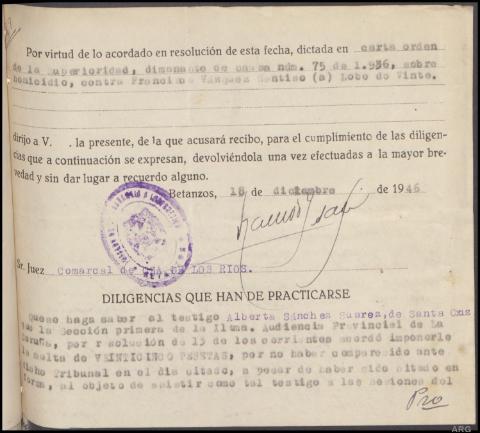 Por virtud de lo acordado en resolución de esta fecha, dictada en carta orden
de la superioridad, dimanante de causa núm. 75 de 1.936, sobre
homicidio, contra Francisco Vázquez Sentiso (a) Lobo de Vinte.
dirijo a V. . la presente, de la que acusará recibo, para el cumplimiento de las diligen-
cias que a continuación se expresan, devolviéndola una vez efectuadas a la mayor bre-
vedad y sin dar lugar a recuerdo alguno.
Betanzos, 18 de diciembre de 1946
Sr. Juez Comarcal de DE LOS RIOS.
DILIGENCIAS QUE HAN DE PRACTICARSE
Que se haga saber al testigo Alberta Sánchez Suarez, de Santa Cruz
que la Sección primera de la Iltma. Audiencia Provincial de La
Coruña, por resolución de 13 de los corrientes acordó imponerle
la multa de VEINTICINCO PESETAS, por no haber comparecido ante
dicho Tribunal en el día citado, a pesar de haber sido citado en
forma, al objeto de asistir como tal testigo a las sesiones del
Pro
ARG